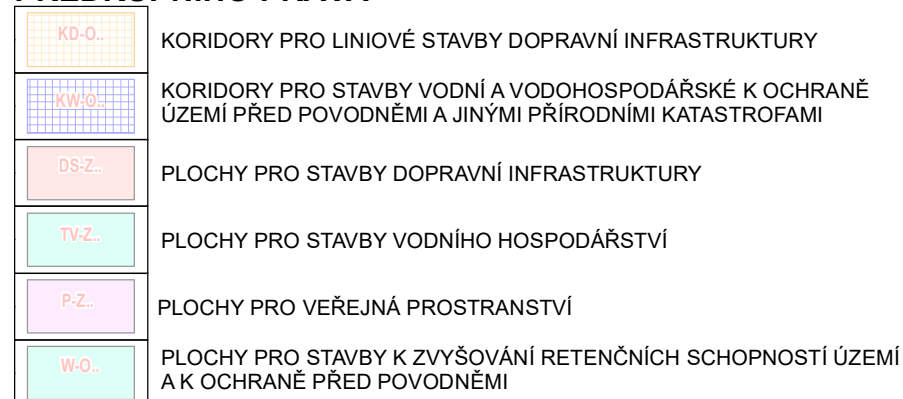 PŘEDKUPNÍHO PRÁVA
KD-O..
KORIDORY PRO LINIOVÉ STAVBY DOPRAVNÍ INFRASTRUKTURY
KW-O..
KORIDORY PRO STAVBY VODNÍ A VODOHOSPODÁŘSKÉ K OCHRANĚ
ÚZEMÍ PŘED POVODNĚMI A JINÝMI PŘÍRODNÍMI KATASTROFAMI
DS-Z..
PLOCHY PRO STAVBY DOPRAVNÍ INFRASTRUKTURY
TV-Z..
PLOCHY PRO STAVBY VODNÍHO HOSPODÁŘSTVÍ
P-Z..
PLOCHY PRO VEŘEJNÁ PROSTRANSTVÍ
W-O..
PLOCHY PRO STAVBY K ZVYŠOVÁNÍ RETENČNÍCH SCHOPNOSTÍ ÚZEMÍ
A K OCHRANĚ PŘED POVODNĚMI